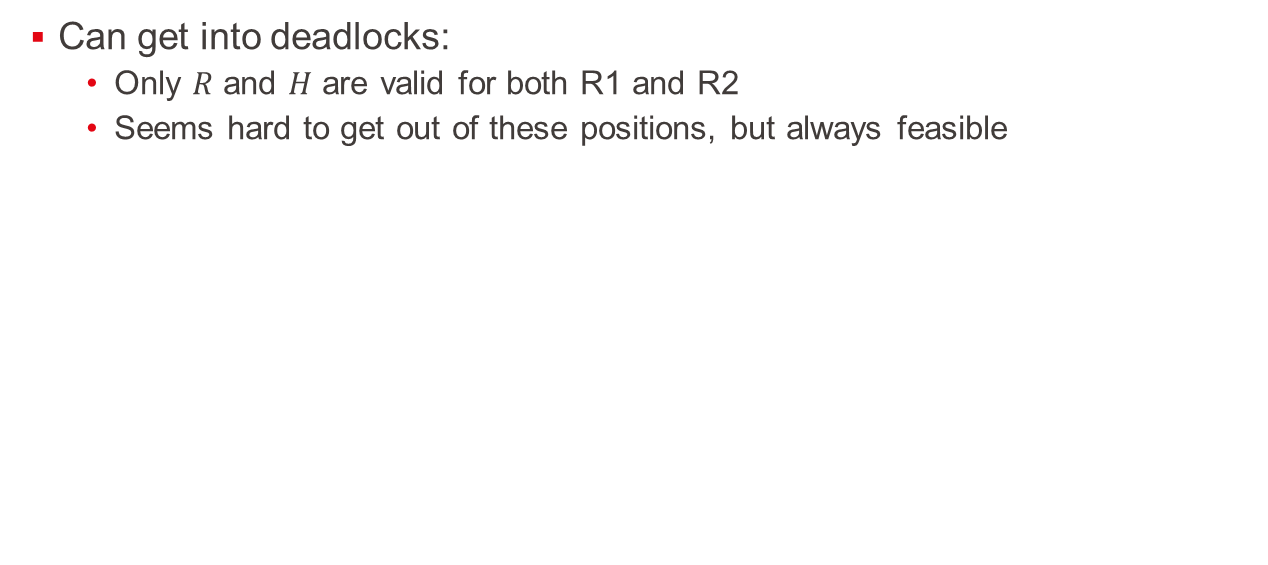 ▪ Can get into deadlocks:
• Only 𝑅 and 𝐻 are valid for both R1 and R2
• Seems hard to get out of these positions, but always feasible